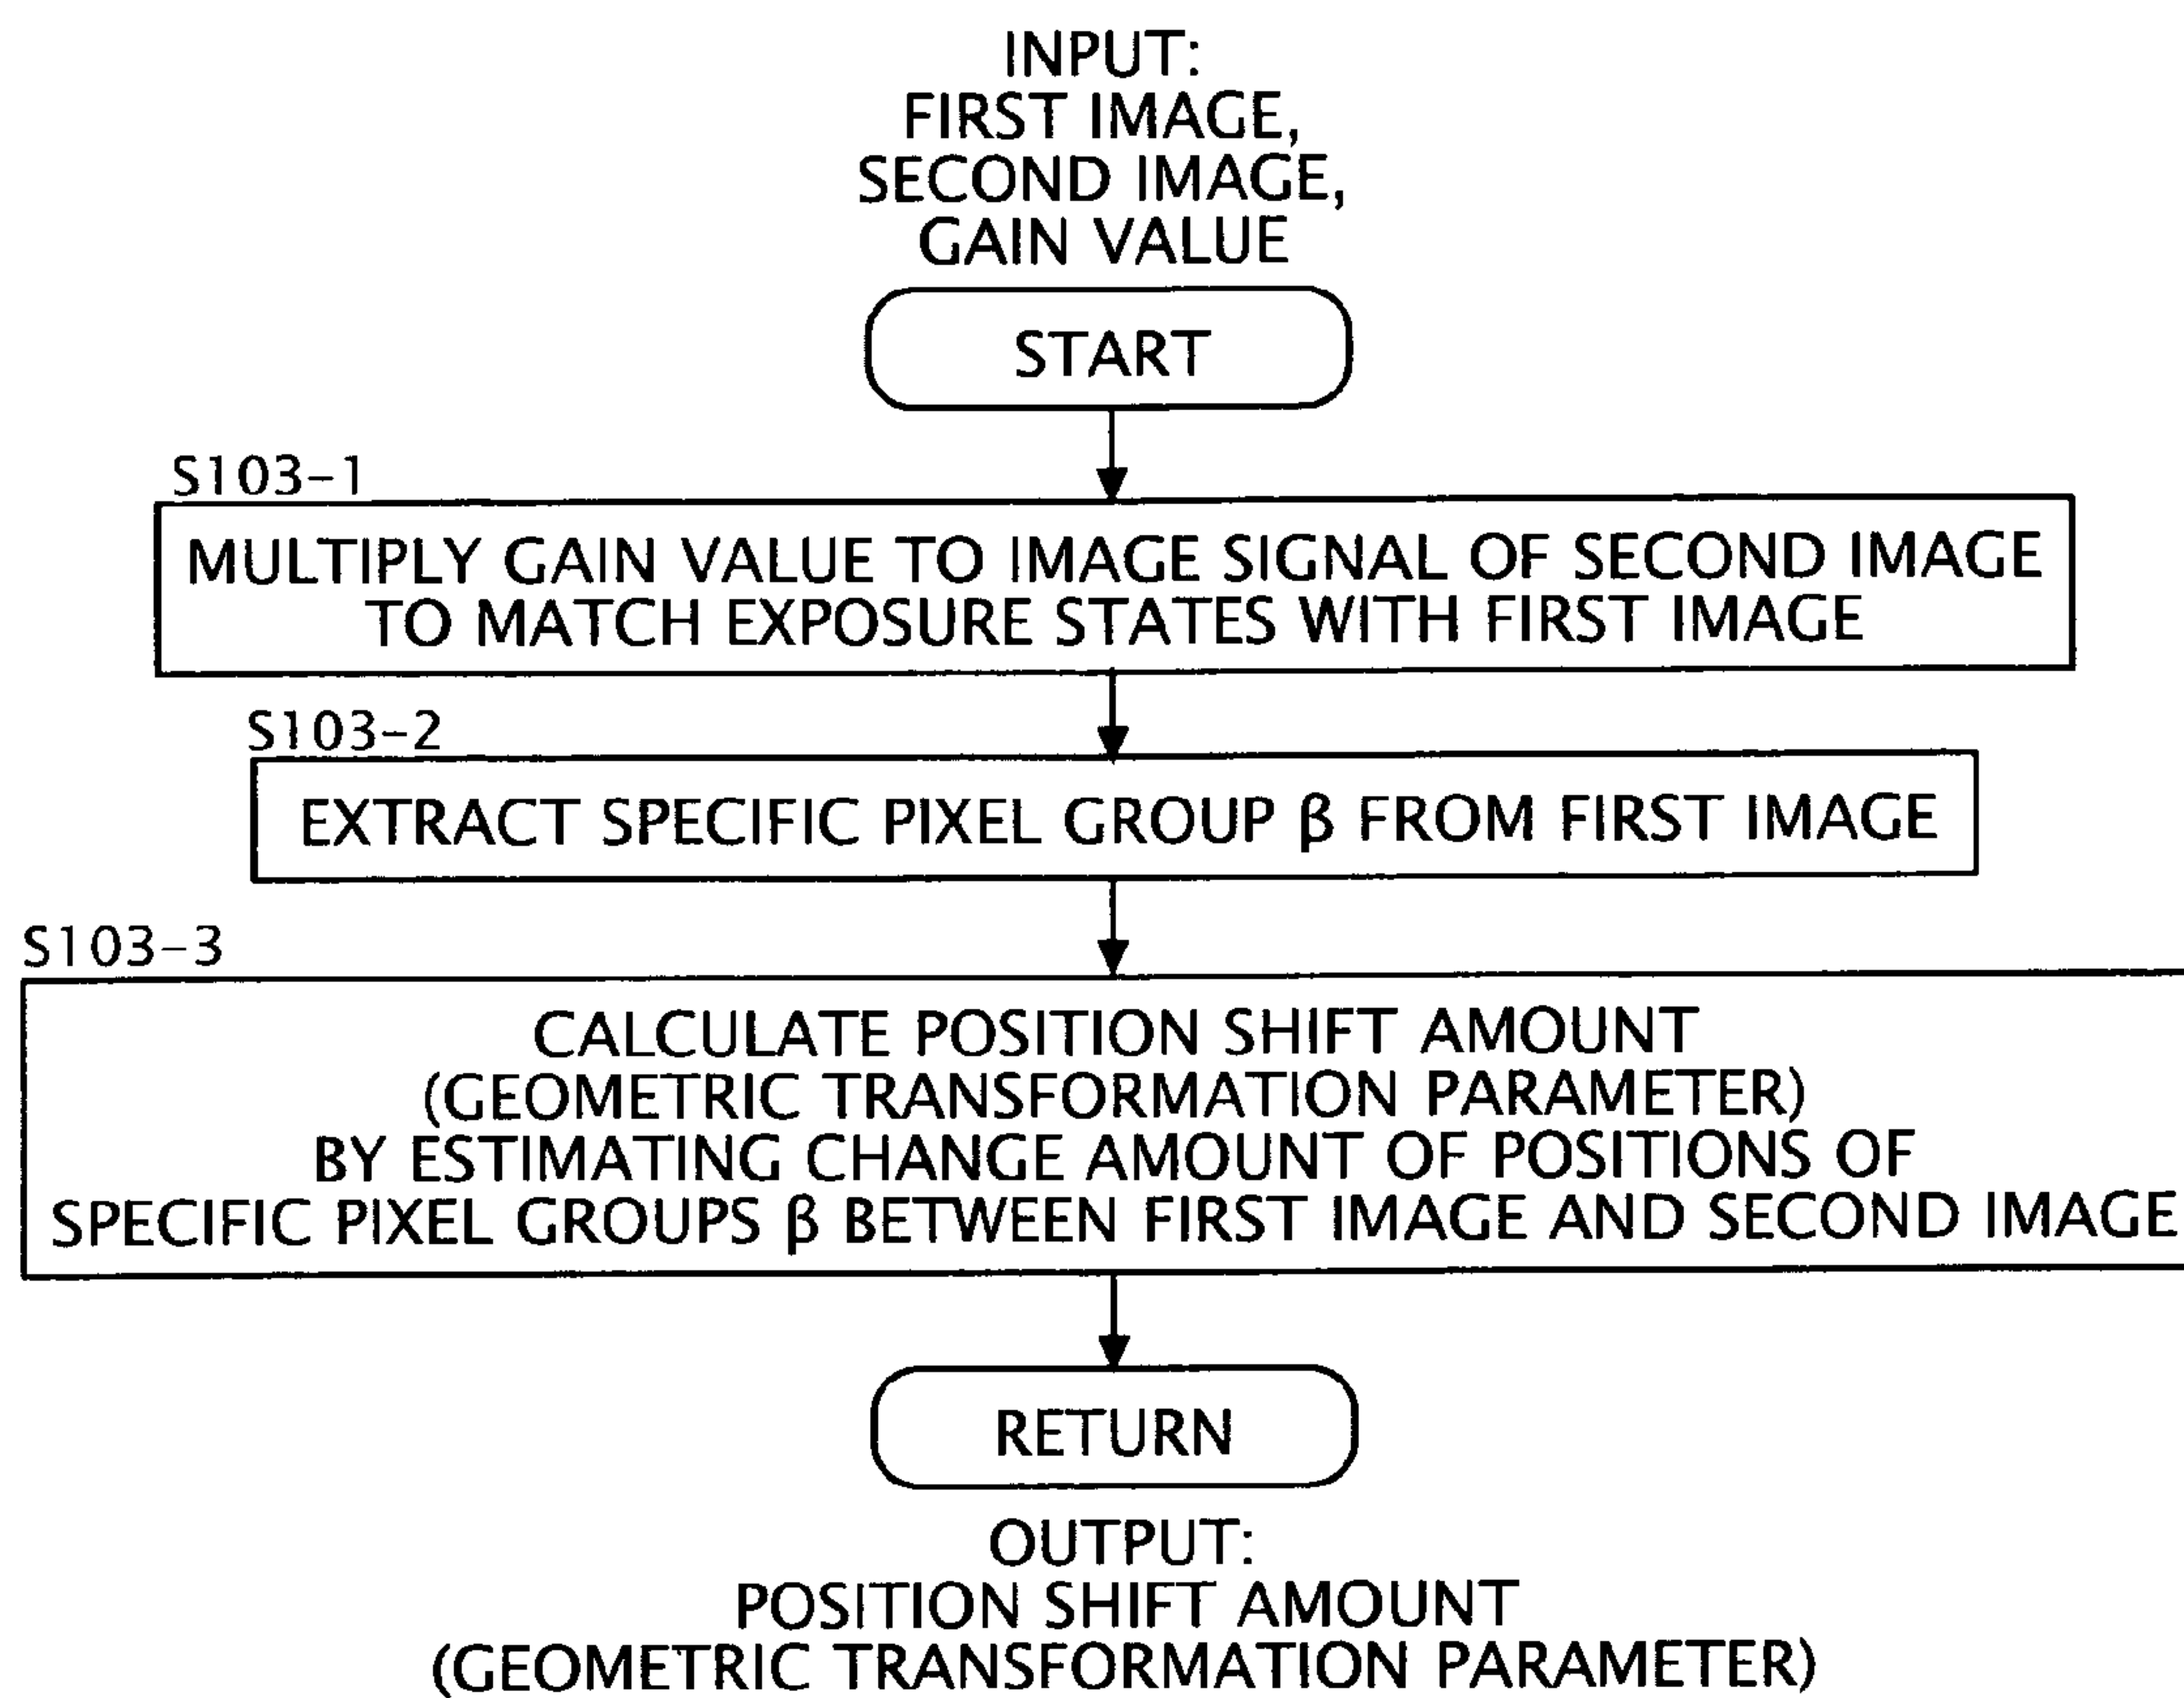 INPUT:
FIRST IMAGE,
SECOND IMAGE,
GAIN VALUE
START
S103-1
MULTIPLY GAIN VALUE TO IMAGE SIGNAL OF SECOND IMAGE
TO MATCH EXPOSURE STATES WITH FIRST IMAGE
S103-2
EXTRACT SPECIFIC PIXEL GROUP β FROM FIRST IMAGE
S103-3
CALCULATE POSITION SHIFT AMOUNT
(GEOMETRIC TRANSFORMATION PARAMETER)
BY ESTIMATING CHANGE AMOUNT OF POSITIONS OF
SPECIFIC PIXEL GROUPS β BETWEEN FIRST IMAGE AND SECOND IMAGE
RETURN
OUTPUT:
POSITION SHIFT AMOUNT
(GEOMETRIC TRANSFORMATION PARAMETER)